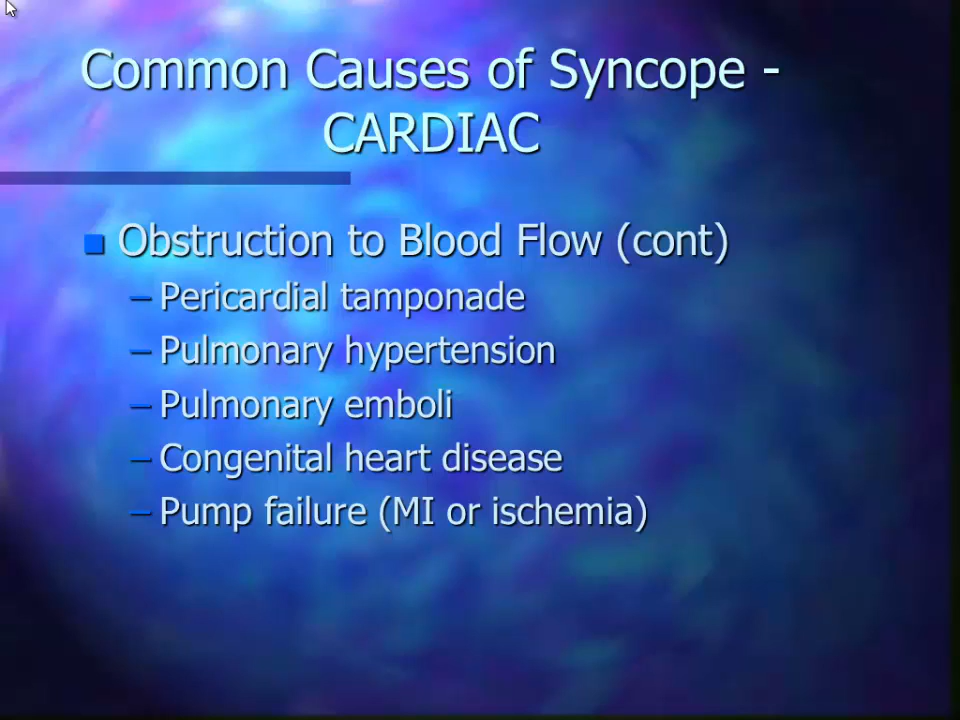 Common Causes of Syncope -
CARDIAC
Obstruction to Blood Flow (cont)
– Pericardial tamponade
– Pulmonary hypertension
– Pulmonary emboli
– Congenital heart disease
– Pump failure (MI or ischemia)